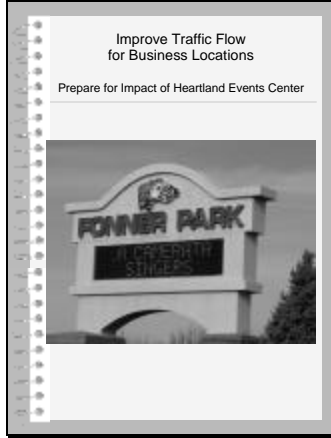 Improve Traffic Flow
for Business Locations
Prepare for Impact of Heartland Events Center
FONNER PARK
SINGERS